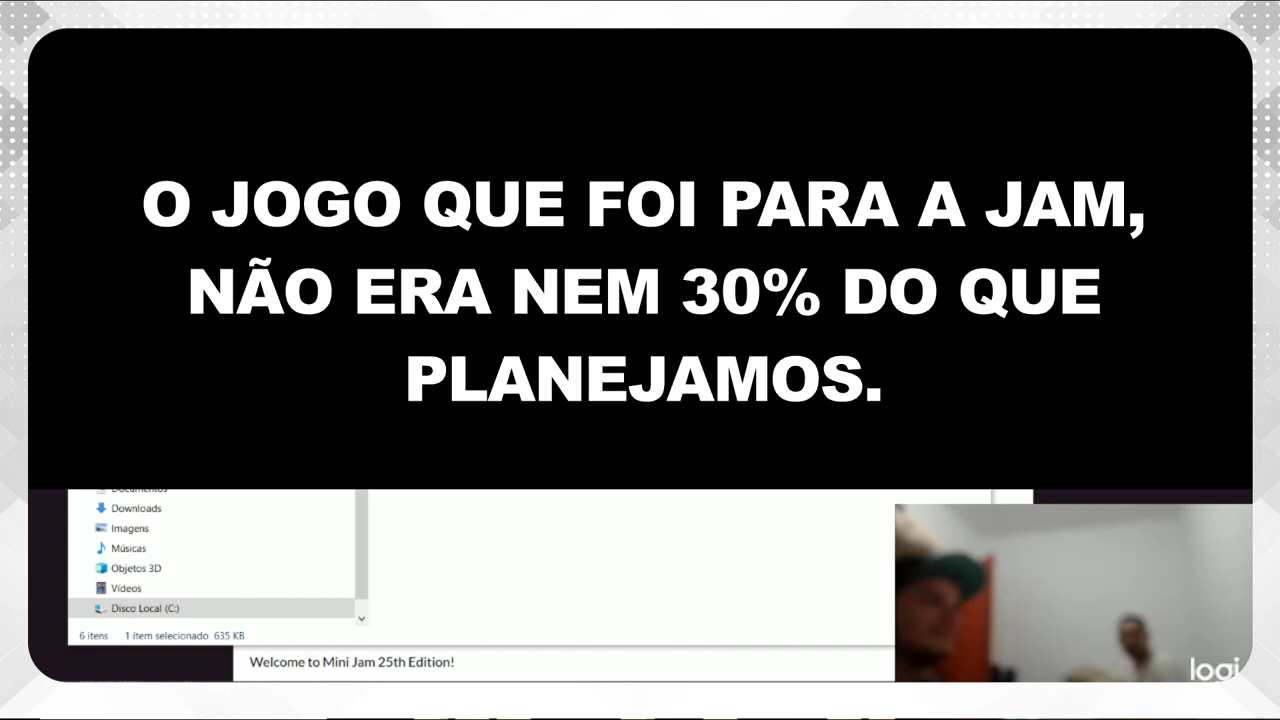 O JOGO QUE FOI PARA A JAM,
NÃO ERA NEM 30% DO QUE
PLANEJAMOS.
Documentos
Downloads
Imagens
Músicas
Objetos 3D
Vídeos
Disco Local (C:)
6 itens 1 item selecionado 635 KB
Welcome to Mini Jam 25th Edition!
logi